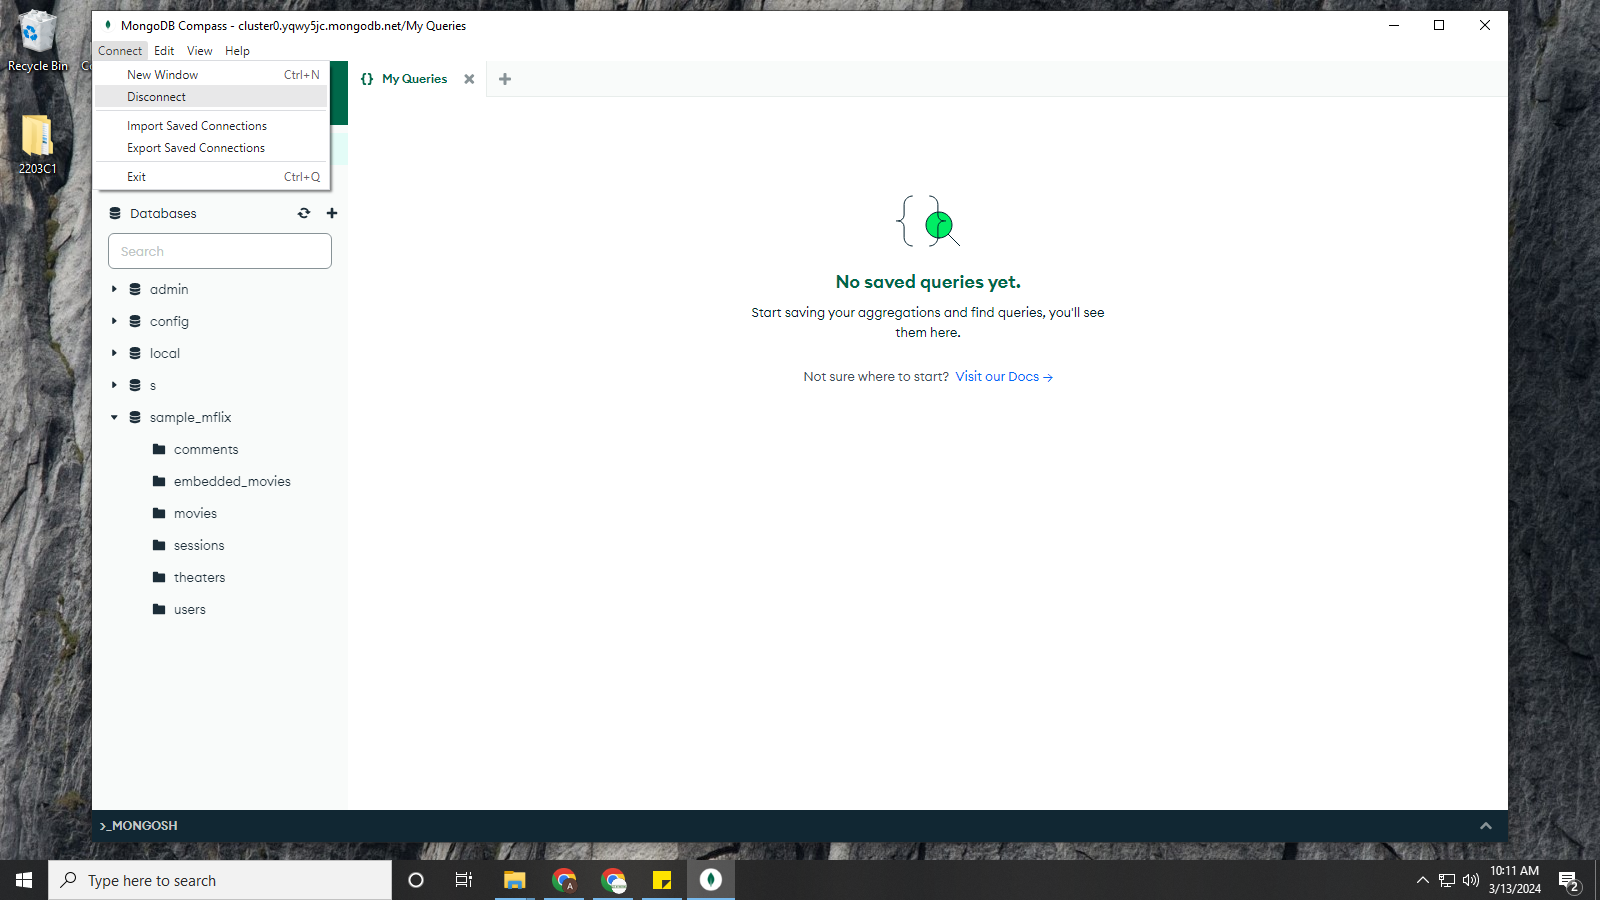 Recycle Bin
2203C1
MongoDB Compass - cluster0.yqwy5jc.mongodb.net/My Queries
Connect Edit View Help
New Window Ctrl+N
Disconnect
Import Saved Connections
Export Saved Connections
Exit Ctrl+Q
{} My Queries
Databases
Search
admin
config
local
s
sample_mflix
comments
embedded_movies
movies
sessions
theaters
users
No saved queries yet.
Start saving your aggregations and find queries, you'll see
them here.
Not sure where to start? Visit our Docs →
>_MONGOSH
Type here to search
A
10:11 AM
3/13/2024
2